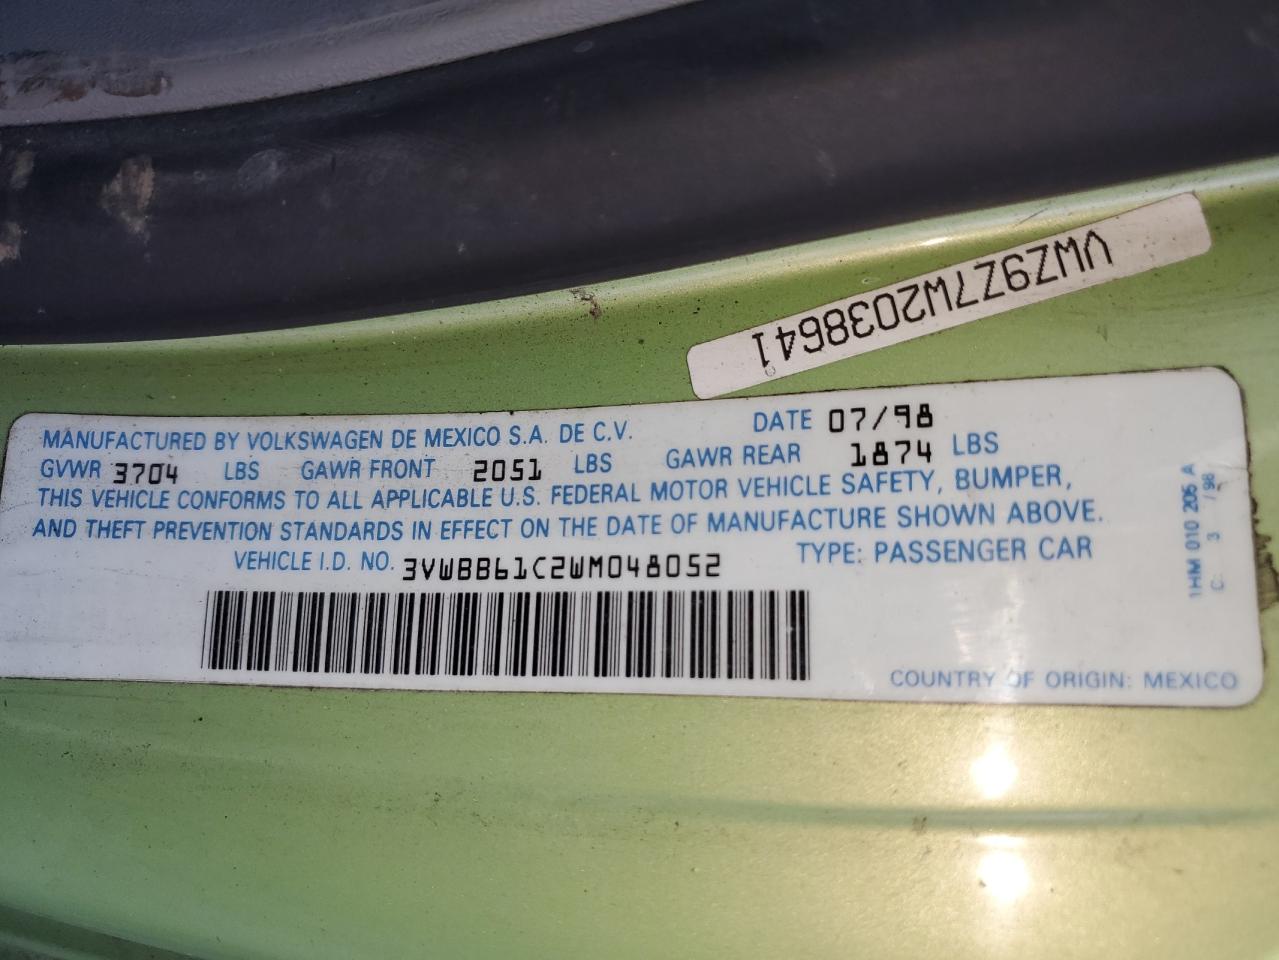 VWZ9Z7W2038641
MANUFACTURED BY VOLKSWAGEN DE MEXICO S.A. DE C.V. DATE 07/98
GVWR 3704 LBS GAWR FRONT 2051 LBS GAWR REAR 1874 LBS
THIS VEHICLE CONFORMS TO ALL APPLICABLE U.S. FEDERAL MOTOR VEHICLE SAFETY, BUMPER,
AND THEFT PREVENTION STANDARDS IN EFFECT ON THE DATE OF MANUFACTURE SHOWN ABOVE.
VEHICLE I.D. NO. 3VWBB61C2WM048052 TYPE: PASSENGER CAR
COUNTRY OF ORIGIN: MEXICO
1HM 010 205 A
C: 3 / 98